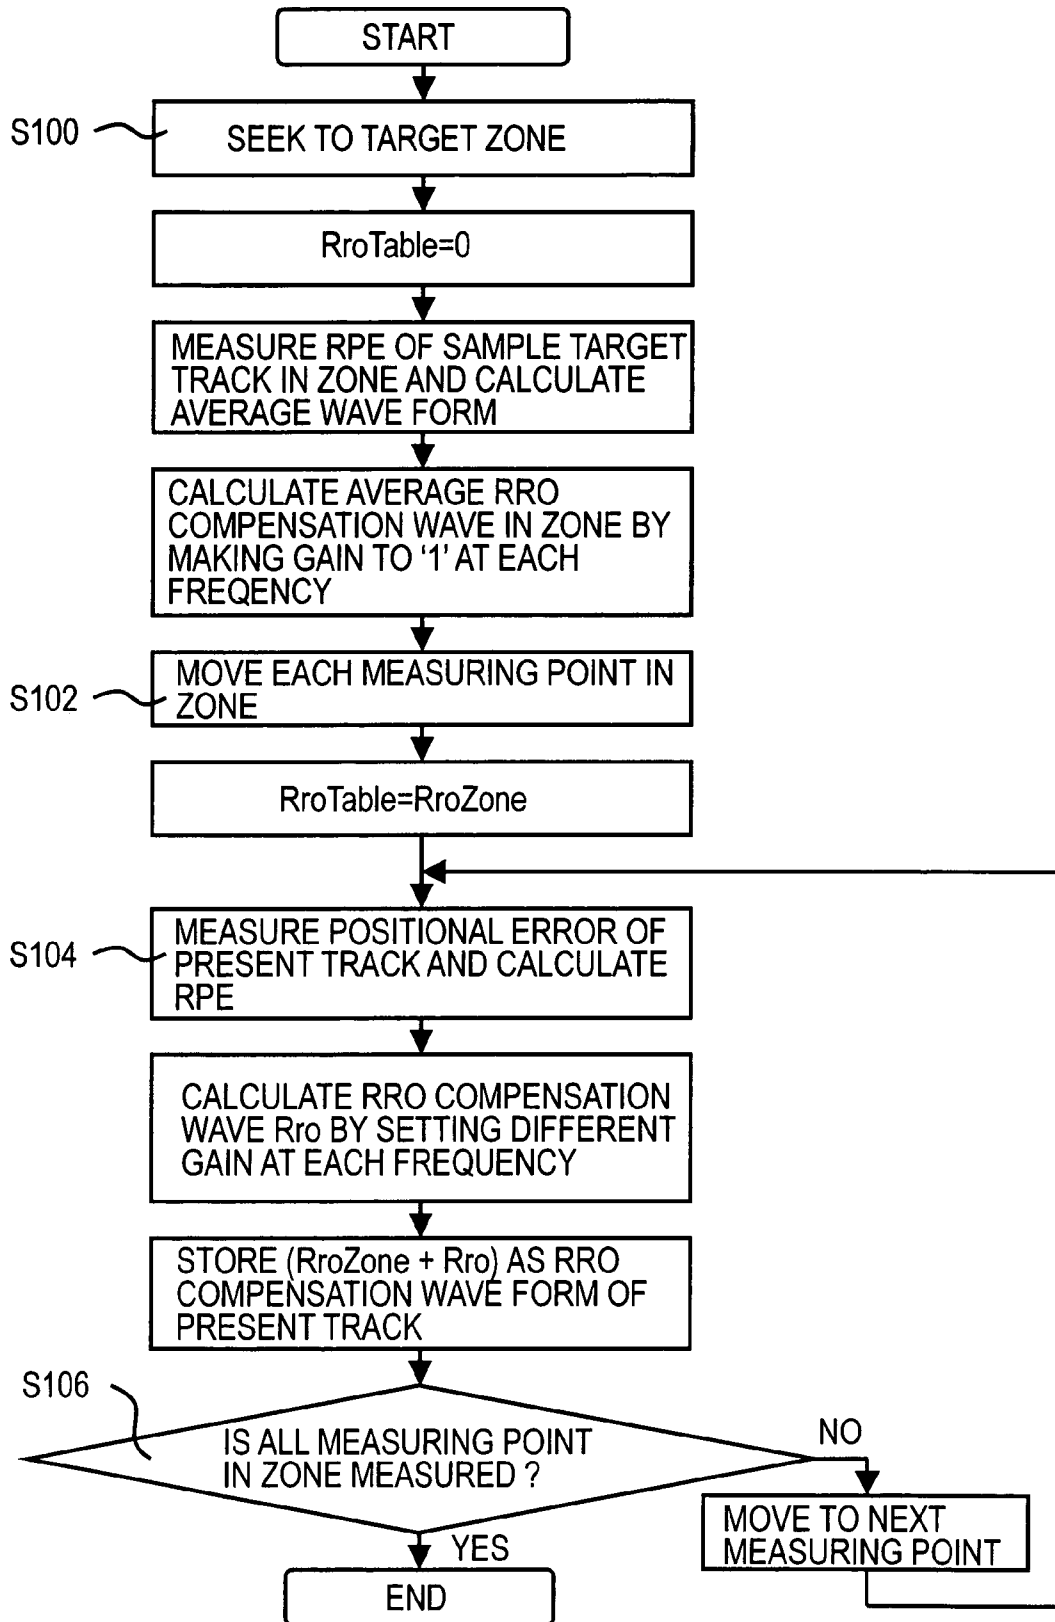 START
S100
SEEK TO TARGET ZONE
RroTable=0
MEASURE RPE OF SAMPLE TARGET
TRACK IN ZONE AND CALCULATE
AVERAGE WAVE FORM
CALCULATE AVERAGE RRO
COMPENSATION WAVE IN ZONE BY
MAKING GAIN TO ‘1’ AT EACH
FREQENCY
S102
MOVE EACH MEASURING POINT IN
ZONE
RroTable=RroZone
S104
MEASURE POSITIONAL ERROR OF
PRESENT TRACK AND CALCULATE
RPE
CALCULATE RRO COMPENSATION
WAVE Rro BY SETTING DIFFERENT
GAIN AT EACH FREQUENCY
STORE (RroZone + Rro) AS RRO
COMPENSATION WAVE FORM OF
PRESENT TRACK
S106
IS ALL MEASURING POINT
IN ZONE MEASURED ?
NO
MOVE TO NEXT
MEASURING POINT
YES
END